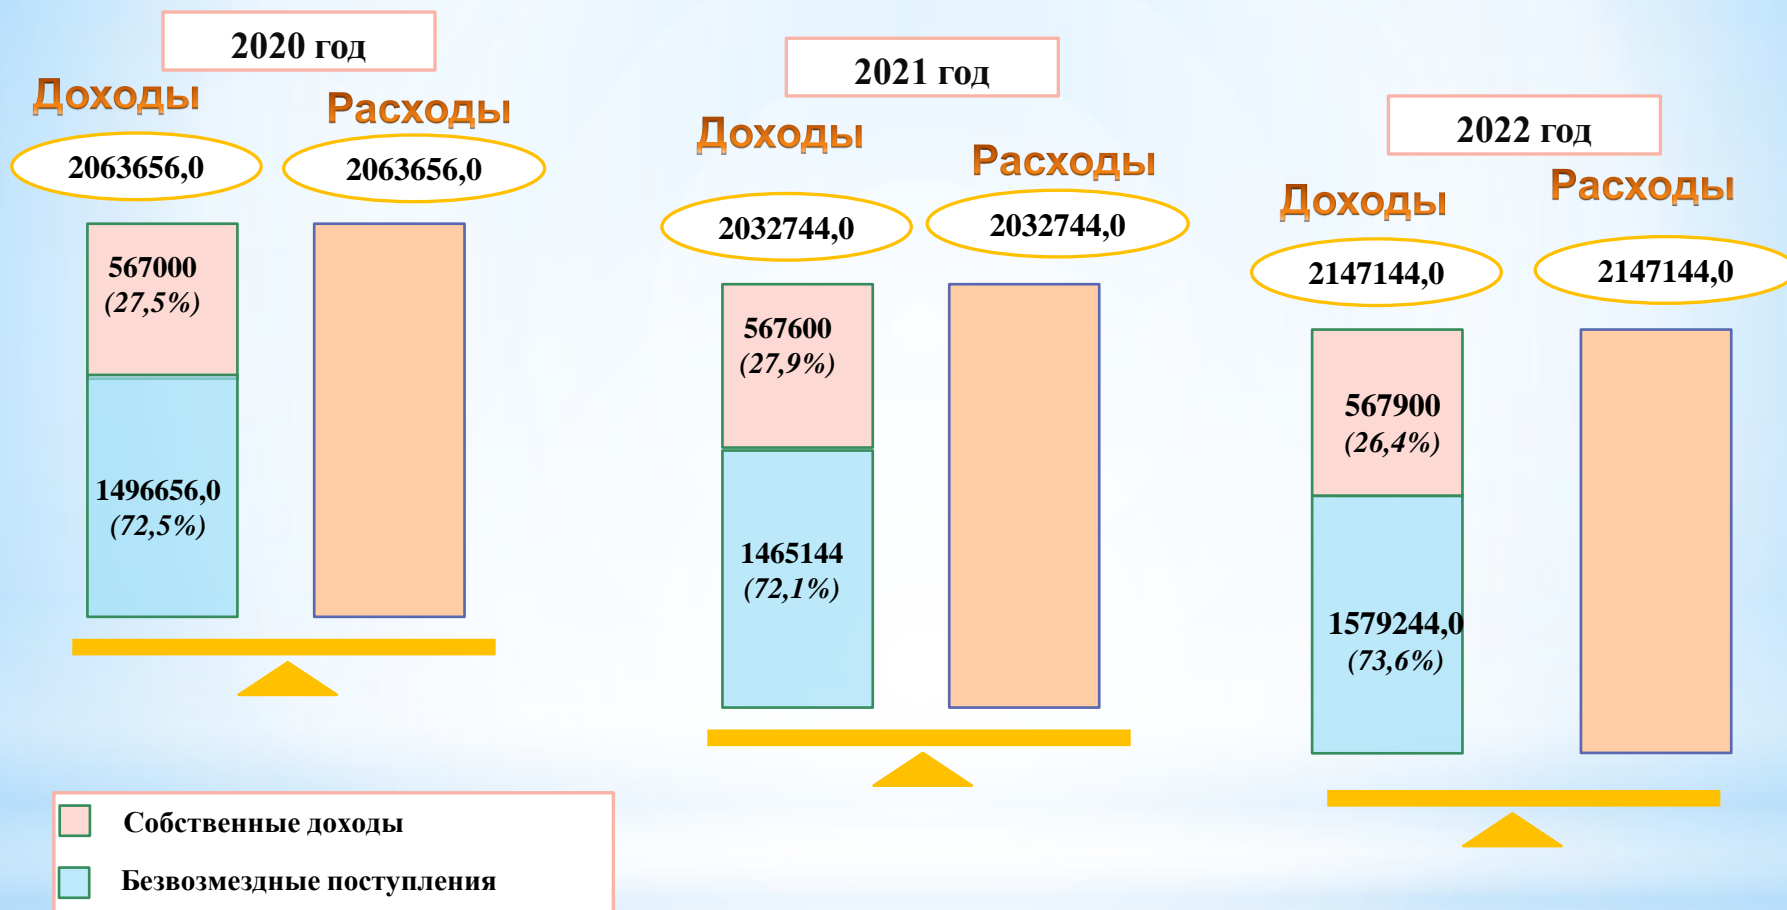 2020 год
Доходы
Расходы
2063656,0
2063656,0
567000
(27,5%)
1496656,0
(72,5%)
2021 год
Доходы
Расходы
2032744,0
2032744,0
567600
(27,9%)
1465144
(72,1%)
2022 год
Доходы
Расходы
2147144,0
2147144,0
567900
(26,4%)
1579244,0
(73,6%)
Собственные доходы
Безвозмездные поступления